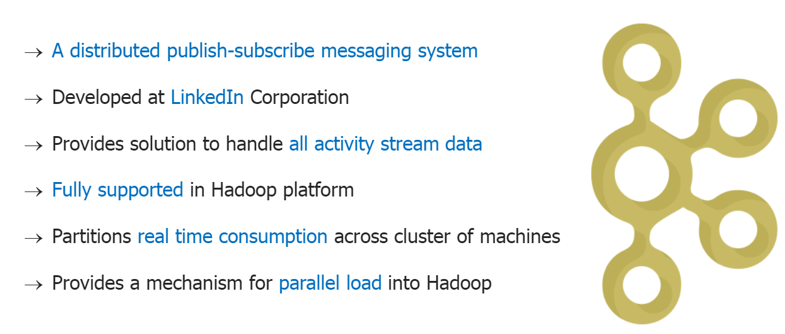 → A distributed publish-subscribe messaging system
→ Developed at LinkedIn Corporation
→ Provides solution to handle all activity stream data
→ Fully supported in Hadoop platform
→ Partitions real time consumption across cluster of machines
→ Provides a mechanism for parallel load into Hadoop